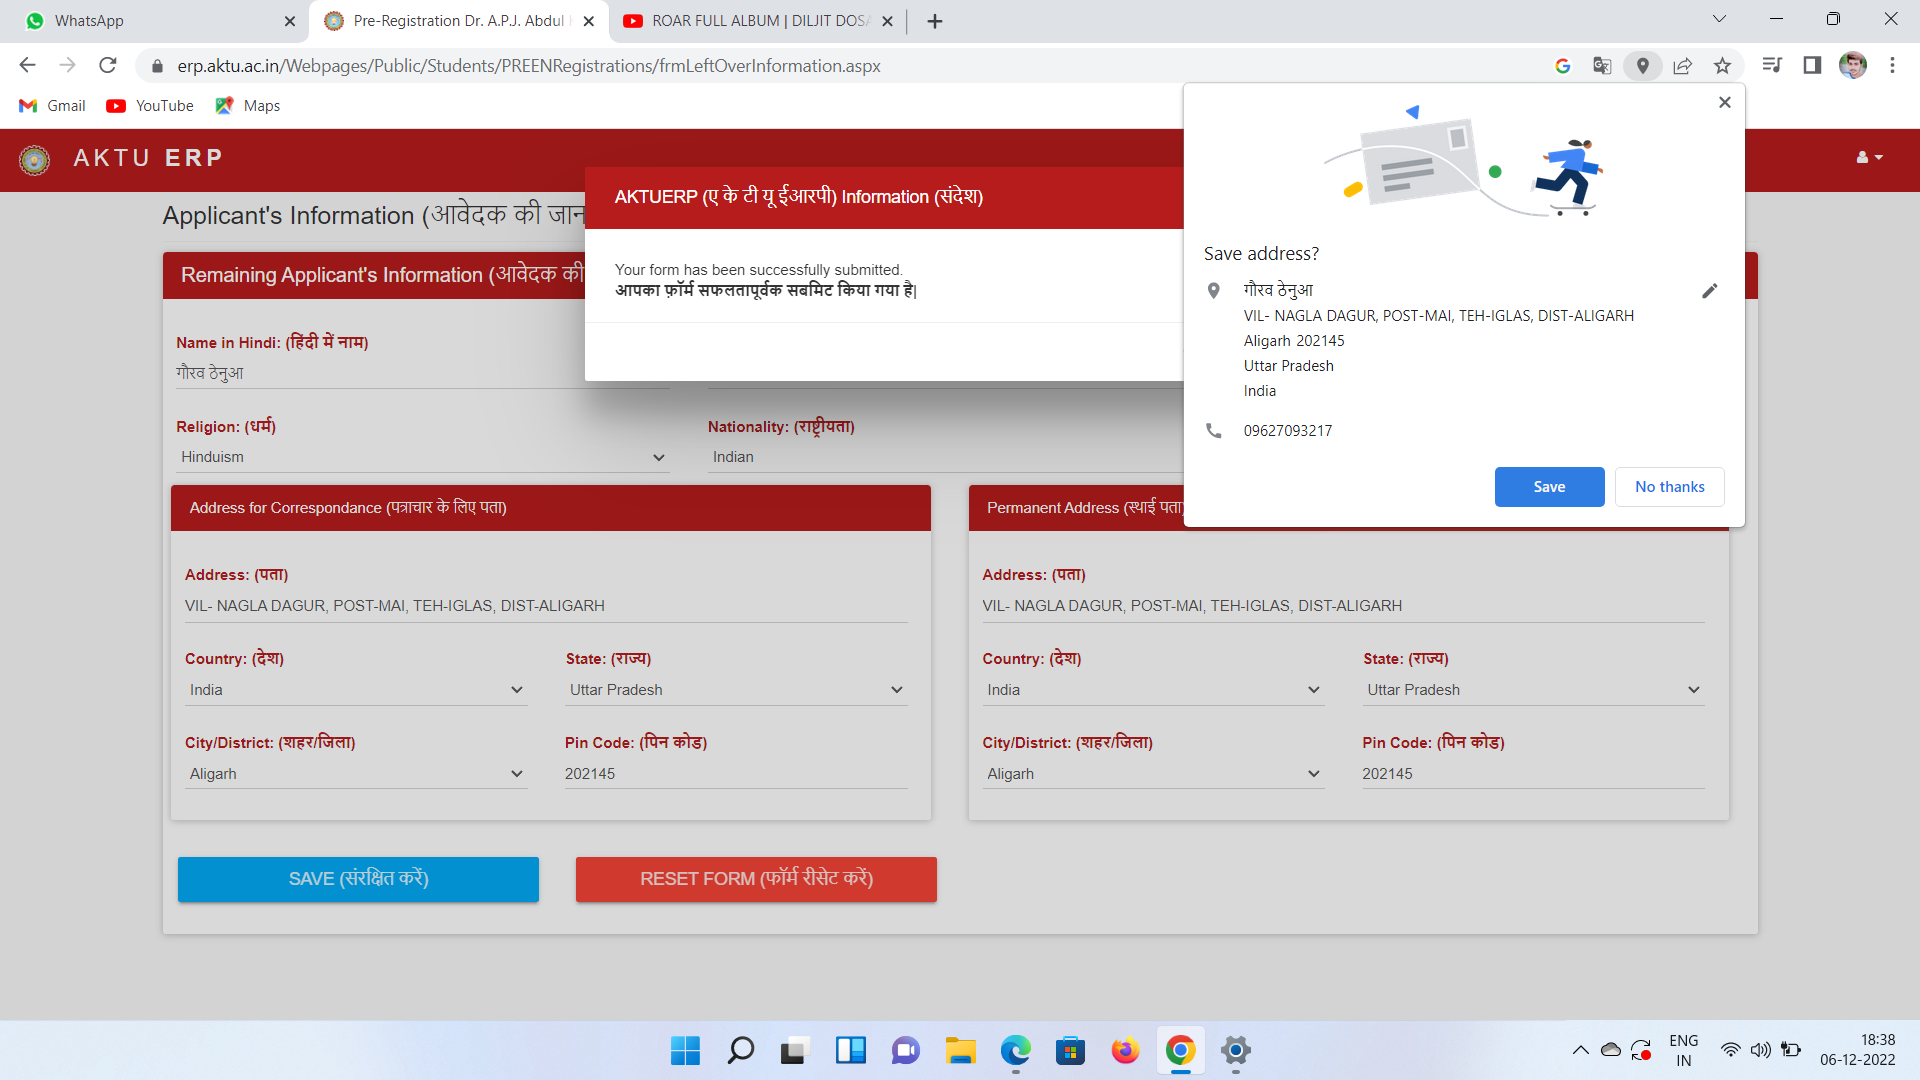 WhatsApp
Pre-Registration Dr. A.P.J. Abdul
ROAR FULL ALBUM | DILJIT DOSA
erp.aktu.ac.in/Webpages/Public/Students/PREENRegistrations/frmLeftOverInformation.aspx
Gmail YouTube Maps
AKTU ERP
Applicant's Information (आवेदक की जान
AKTUERP (ए के टी यू ईआरपी) Information (संदेश)
Your form has been successfully submitted.
आपका फ़ॉर्म सफलतापूर्वक सबमिट किया गया है|
Save address?
गौरव ठेनुआ
VIL- NAGLA DAGUR, POST-MAI, TEH-IGLAS, DIST-ALIGARH
Aligarh 202145
Uttar Pradesh
India
09627093217
Save No thanks
Remaining Applicant's Information (आवेदक की
Name in Hindi: (हिंदी में नाम)
गौरव ठेनुआ
Religion: (धर्म) Nationality: (राष्ट्रीयता)
Hinduism Indian
Address for Correspondance (पत्राचार के लिए पता)
Address: (पता)
VIL- NAGLA DAGUR, POST-MAI, TEH-IGLAS, DIST-ALIGARH
Country: (देश) State: (राज्य)
India Uttar Pradesh
City/District: (शहर/जिला) Pin Code: (पिन कोड)
Aligarh 202145
Permanent Address (स्थाई पता)
Address: (पता)
VIL- NAGLA DAGUR, POST-MAI, TEH-IGLAS, DIST-ALIGARH
Country: (देश) State: (राज्य)
India Uttar Pradesh
City/District: (शहर/जिला) Pin Code: (पिन कोड)
Aligarh 202145
SAVE (संरक्षित करें) RESET FORM (फॉर्म रीसेट करें)
ENG
IN
18:38
06-12-2022